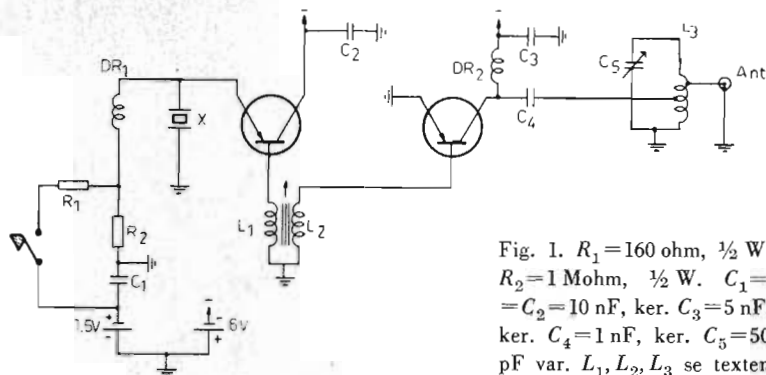 DR₁
X
R₁
R₂
C₁
1.5V
6V
C₂
L₁
L₂
DR₂
C₃
C₄
C₅
L₃
Ant
Fig. 1. R₁=160 ohm, ½ W
R₂=1 Mohm, ½ W. C₁=
=C₂=10 nF, ker. C₃=5 nF
ker. C₄=1 nF, ker. C₅=50
pF var. L₁, L₂, L₃ se texten